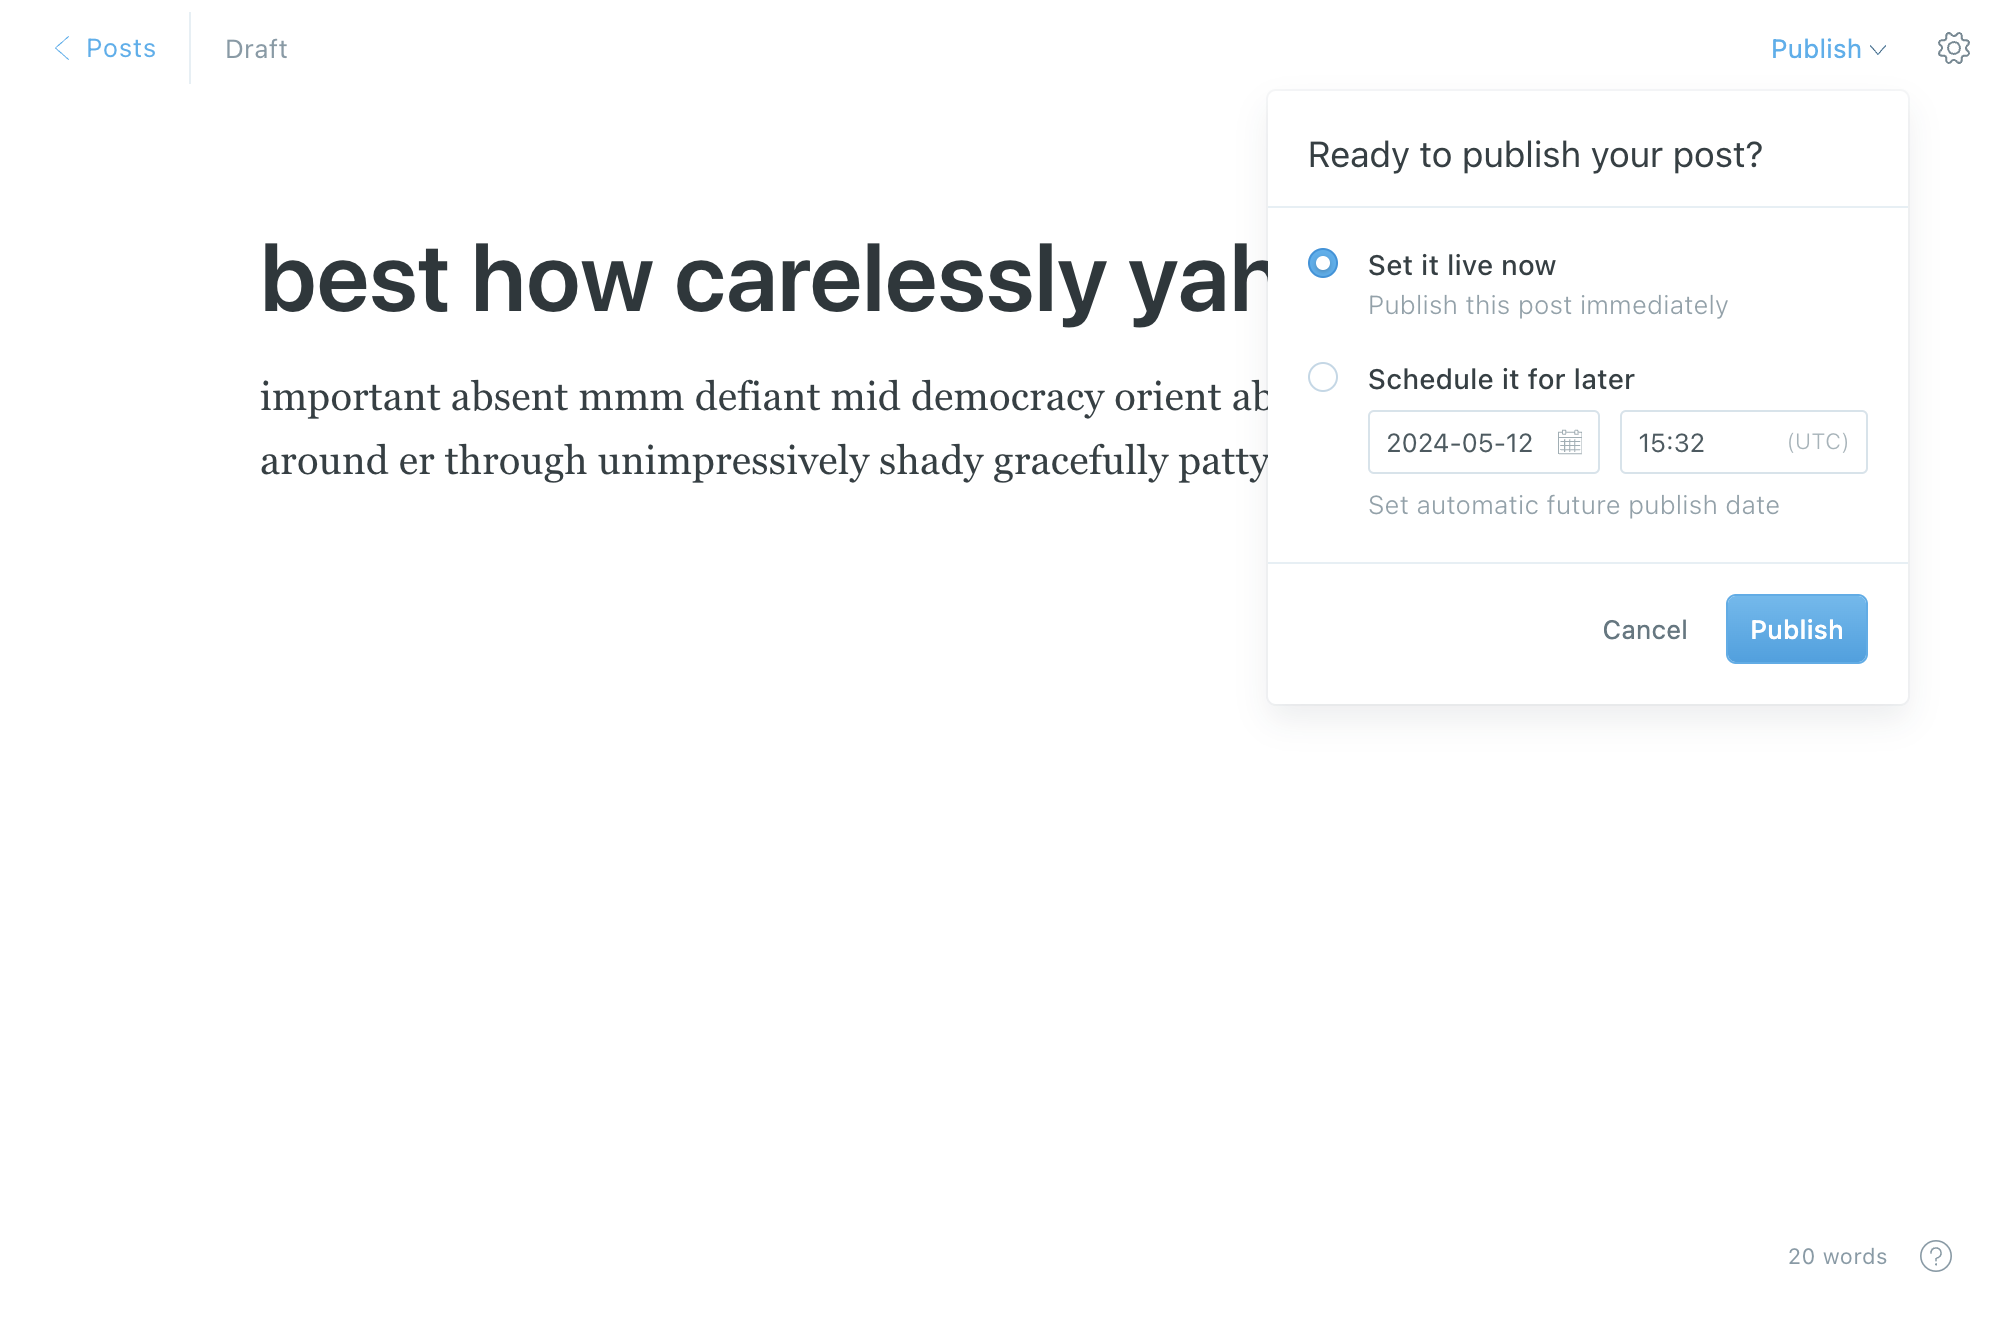 Posts
Draft
Publish
Ready to publish your post?
best how carelessly
Set it live now
Publish this post immediately
important absent mmm defiant mid democracy orient
Schedule it for later
around er through unimpressively shady gracefully patty
2024-05-12
15:32 (UTC)
Set automatic future publish date
Cancel
Publish
20 words